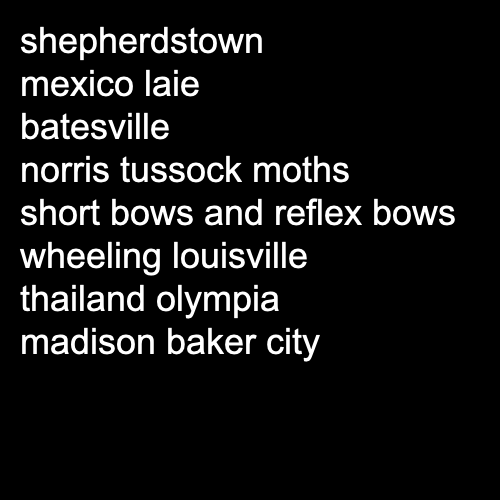 shepherdstown
mexico laie
batesville
norris tussock moths
short bows and reflex bows
wheeling louisville
thailand olympia
madison baker city